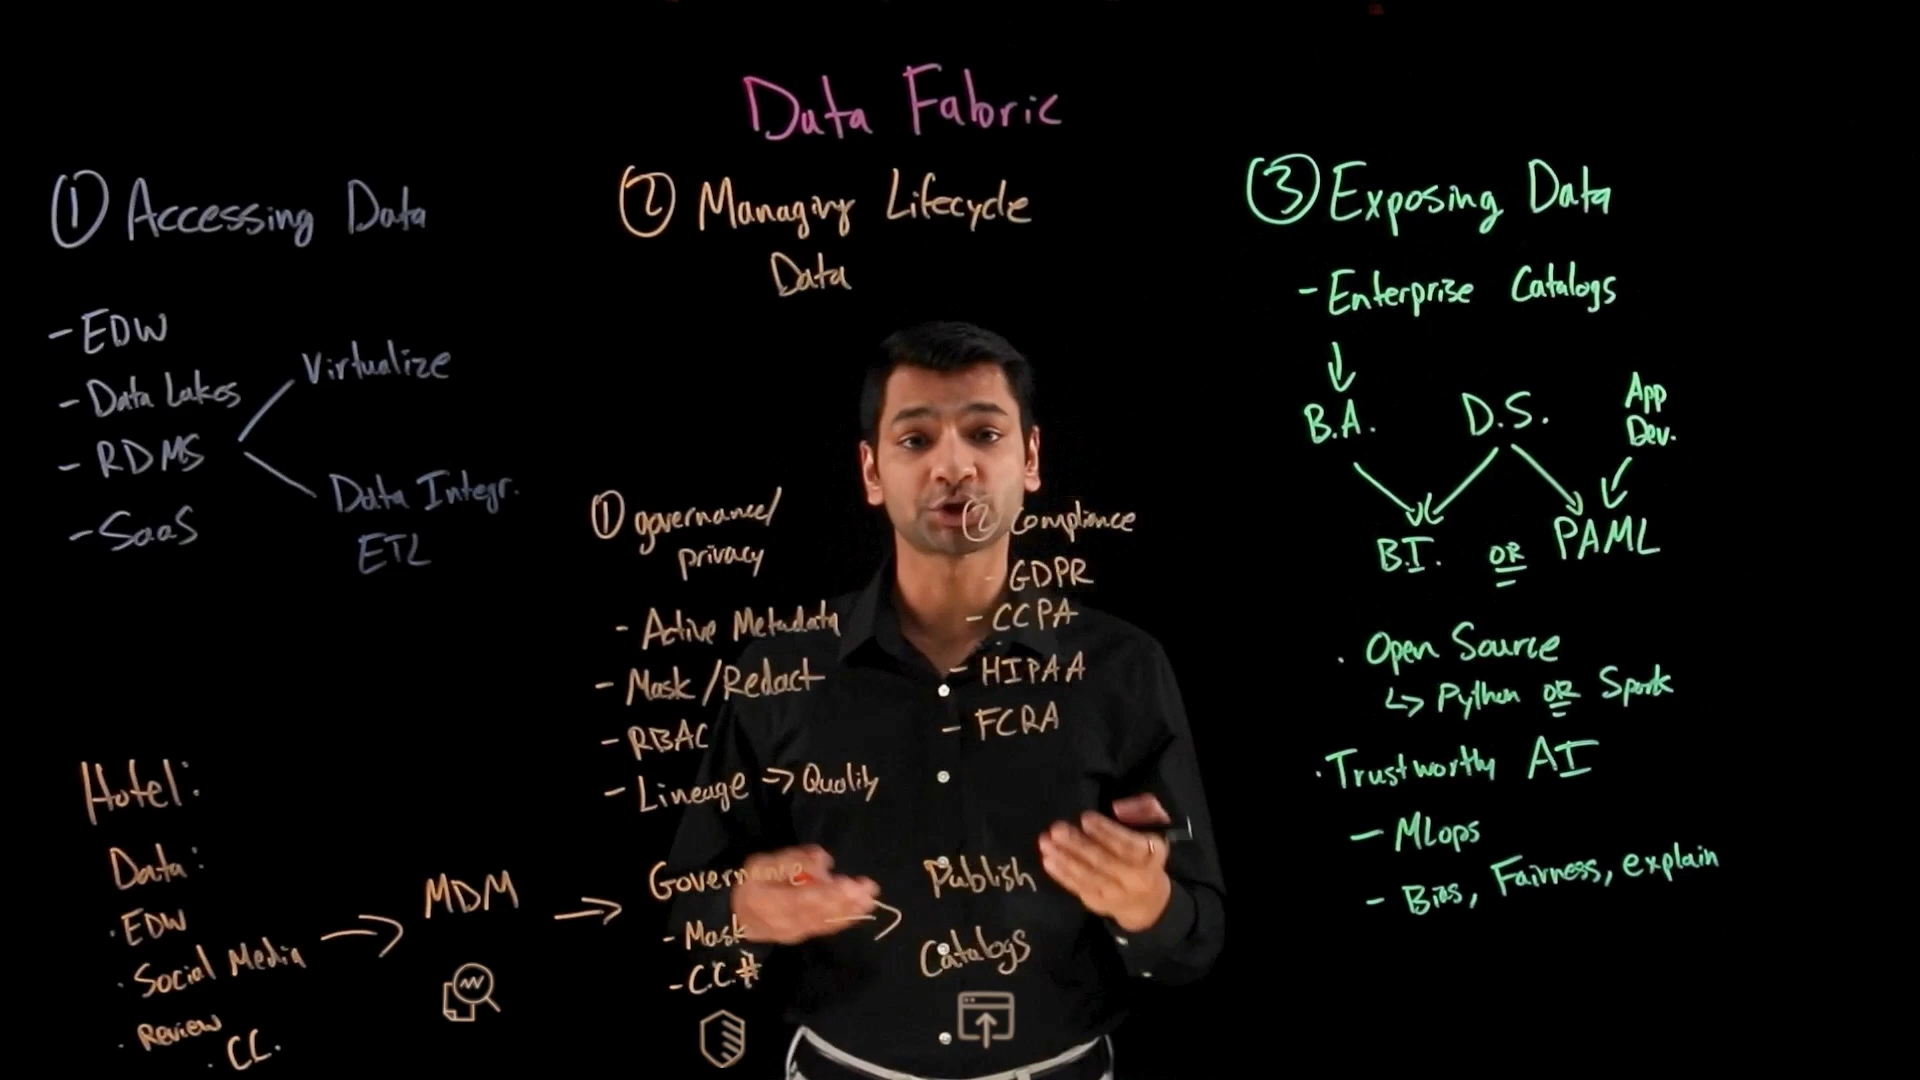 Data Fabric
① Accessing Data
- EDW
- Data Lakes
- RDMS
- SaaS
Virtualize
Data Integr.
ETL
② Managing Lifecycle
Data
① governance/
privacy
- Active Metadata
- Mask/Redact
- RBAC
- Lineage → Quality
② Compliance
- GDPR
- CCPA
- HIPAA
- FCRA
③ Exposing Data
- Enterprise Catalogs
↓
B.A.
D.S.
App
Dev.
B.I. OR PAML
· Open Source
↳ Python OR Spark
· Trustworthy AI
- MLops
- Bias, Fairness, explain
Hotel:
Data:
· EDW
· Social Media
· Review
· CC.
→ MDM
→ Governance
- Mask
- C.C.#
→ Publish
Catalogs